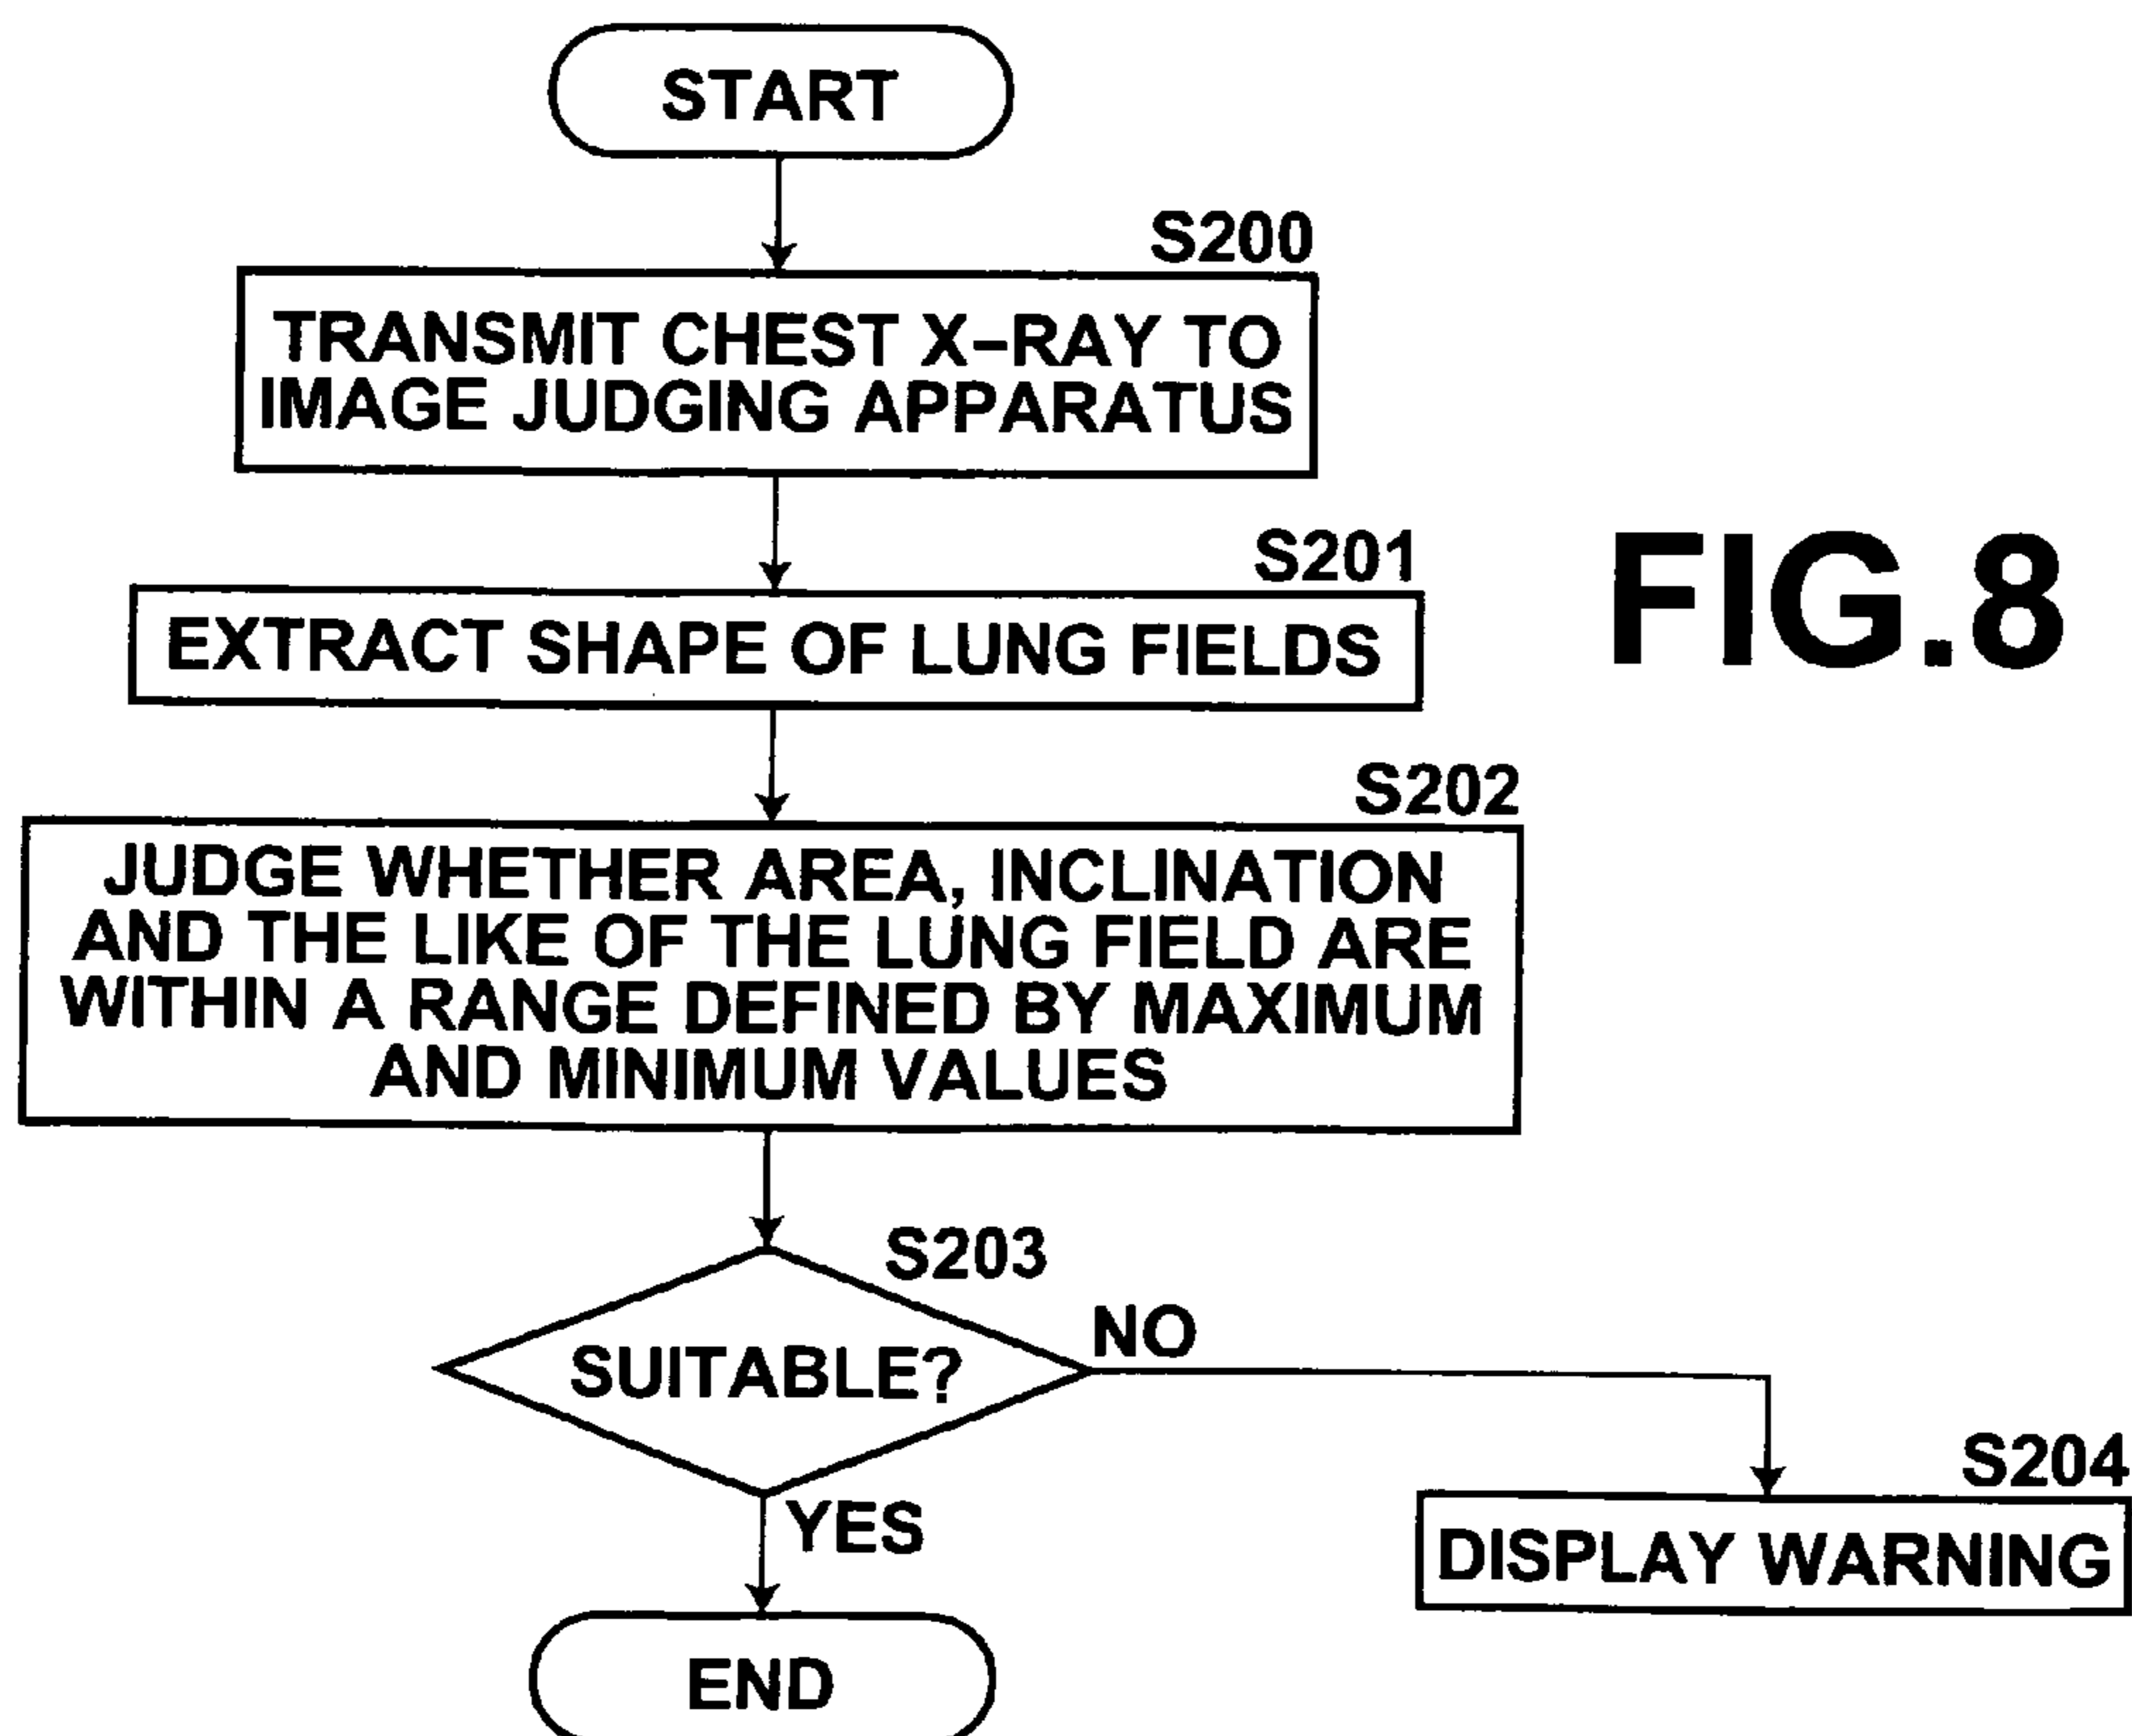 START
S200
TRANSMIT CHEST X-RAY TO
IMAGE JUDGING APPARATUS
S201
EXTRACT SHAPE OF LUNG FIELDS
FIG.8
S202
JUDGE WHETHER AREA, INCLINATION
AND THE LIKE OF THE LUNG FIELD ARE
WITHIN A RANGE DEFINED BY MAXIMUM
AND MINIMUM VALUES
S203
SUITABLE?
NO
YES
S204
DISPLAY WARNING
END